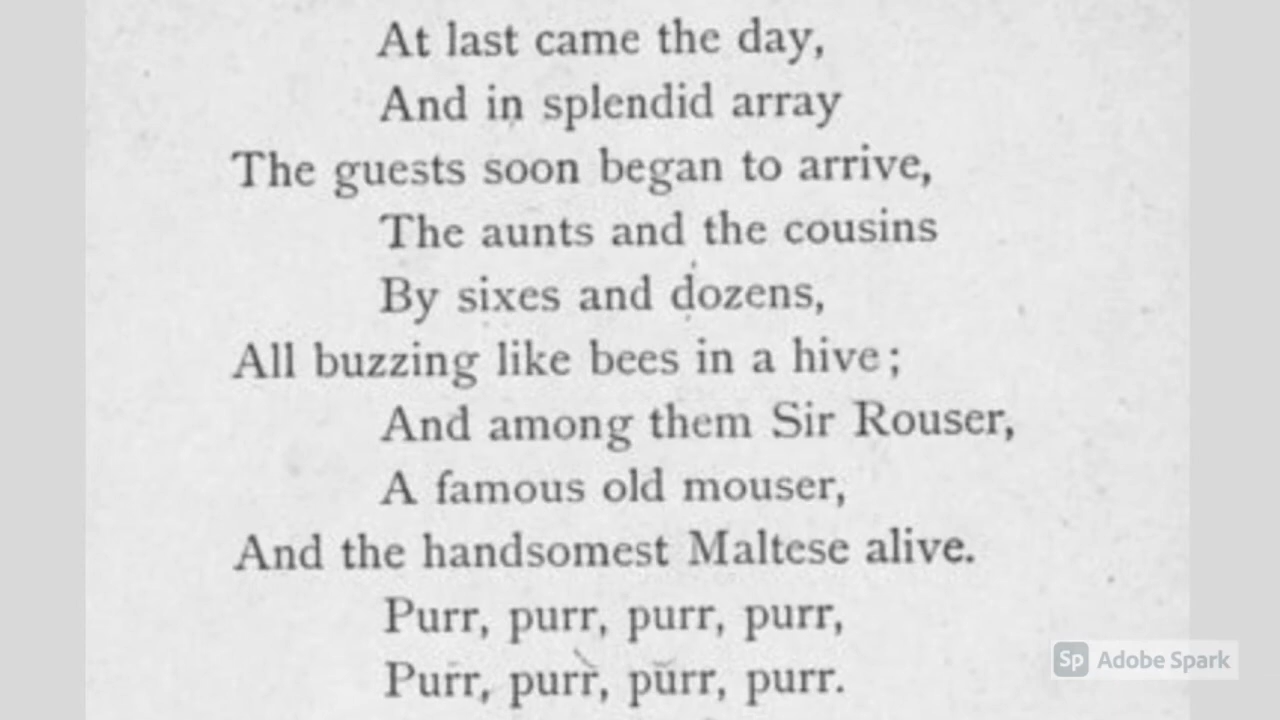 At last came the day,
And in splendid array
The guests soon began to arrive,
The aunts and the cousins
By sixes and dozens,
All buzzing like bees in a hive;
And among them Sir Rouser,
A famous old mouser,
And the handsomest Maltese alive.
Purr, purr, purr, purr,
Purr, purr, purr, purr.
Sp Adobe Spark